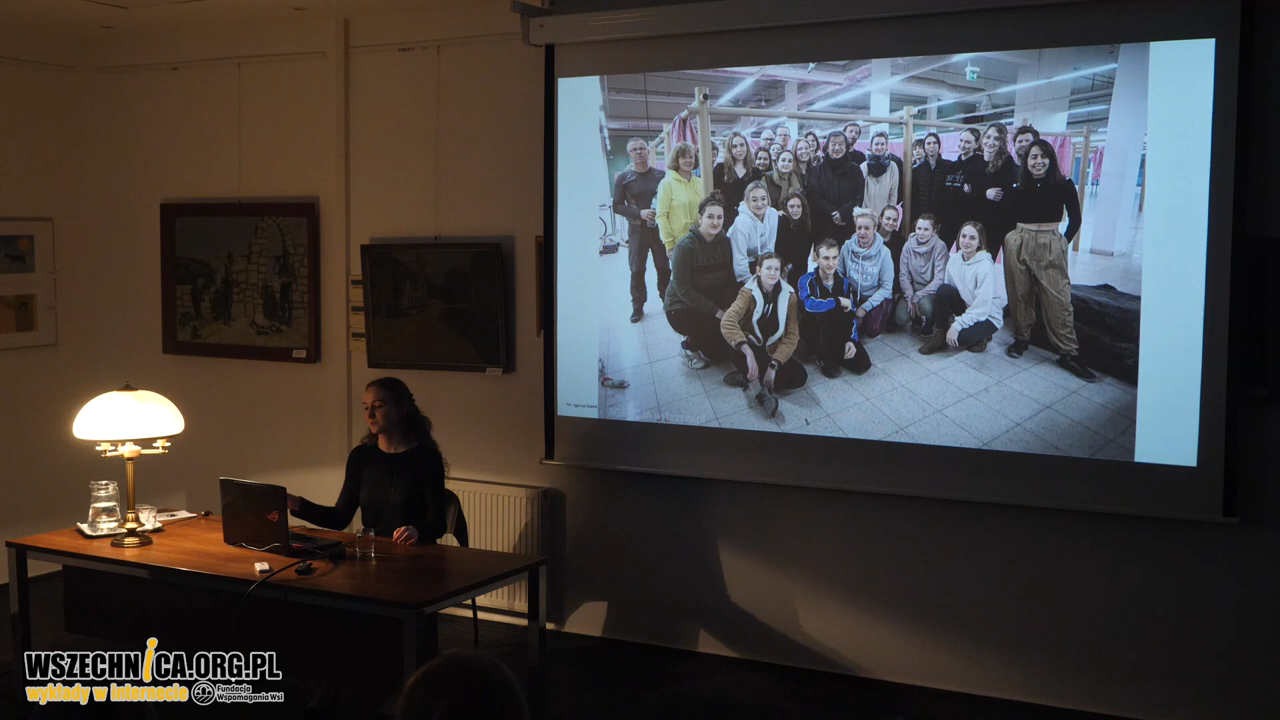 WSZECHNICA.ORG.PL
wykłady w internecie
Fundacja
Wspomagania Wsi